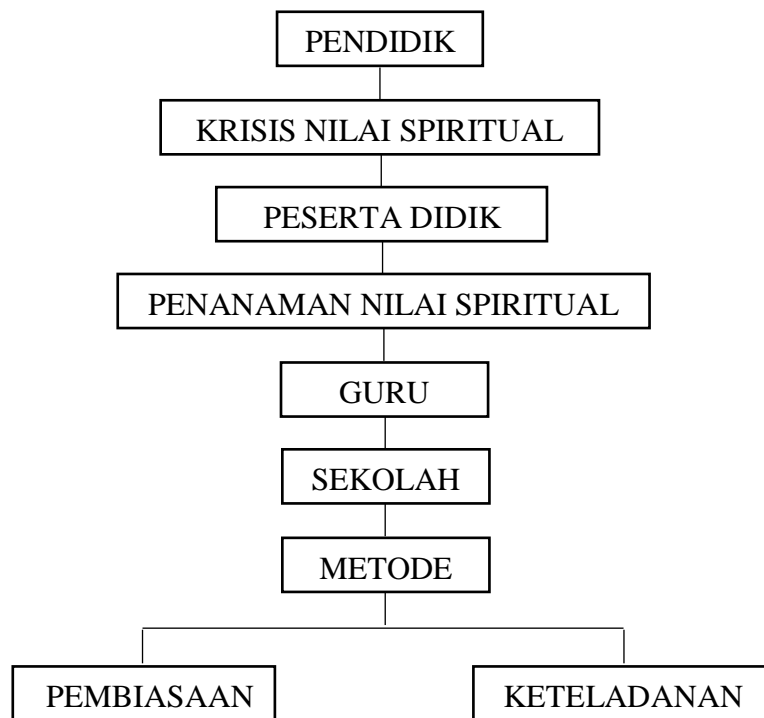 PENDIDIK
KRISIS NILAI SPIRITUAL
PESERTA DIDIK
PENANAMAN NILAI SPIRITUAL
GURU
SEKOLAH
METODE
PEMBIASAAN
KETELADANAN